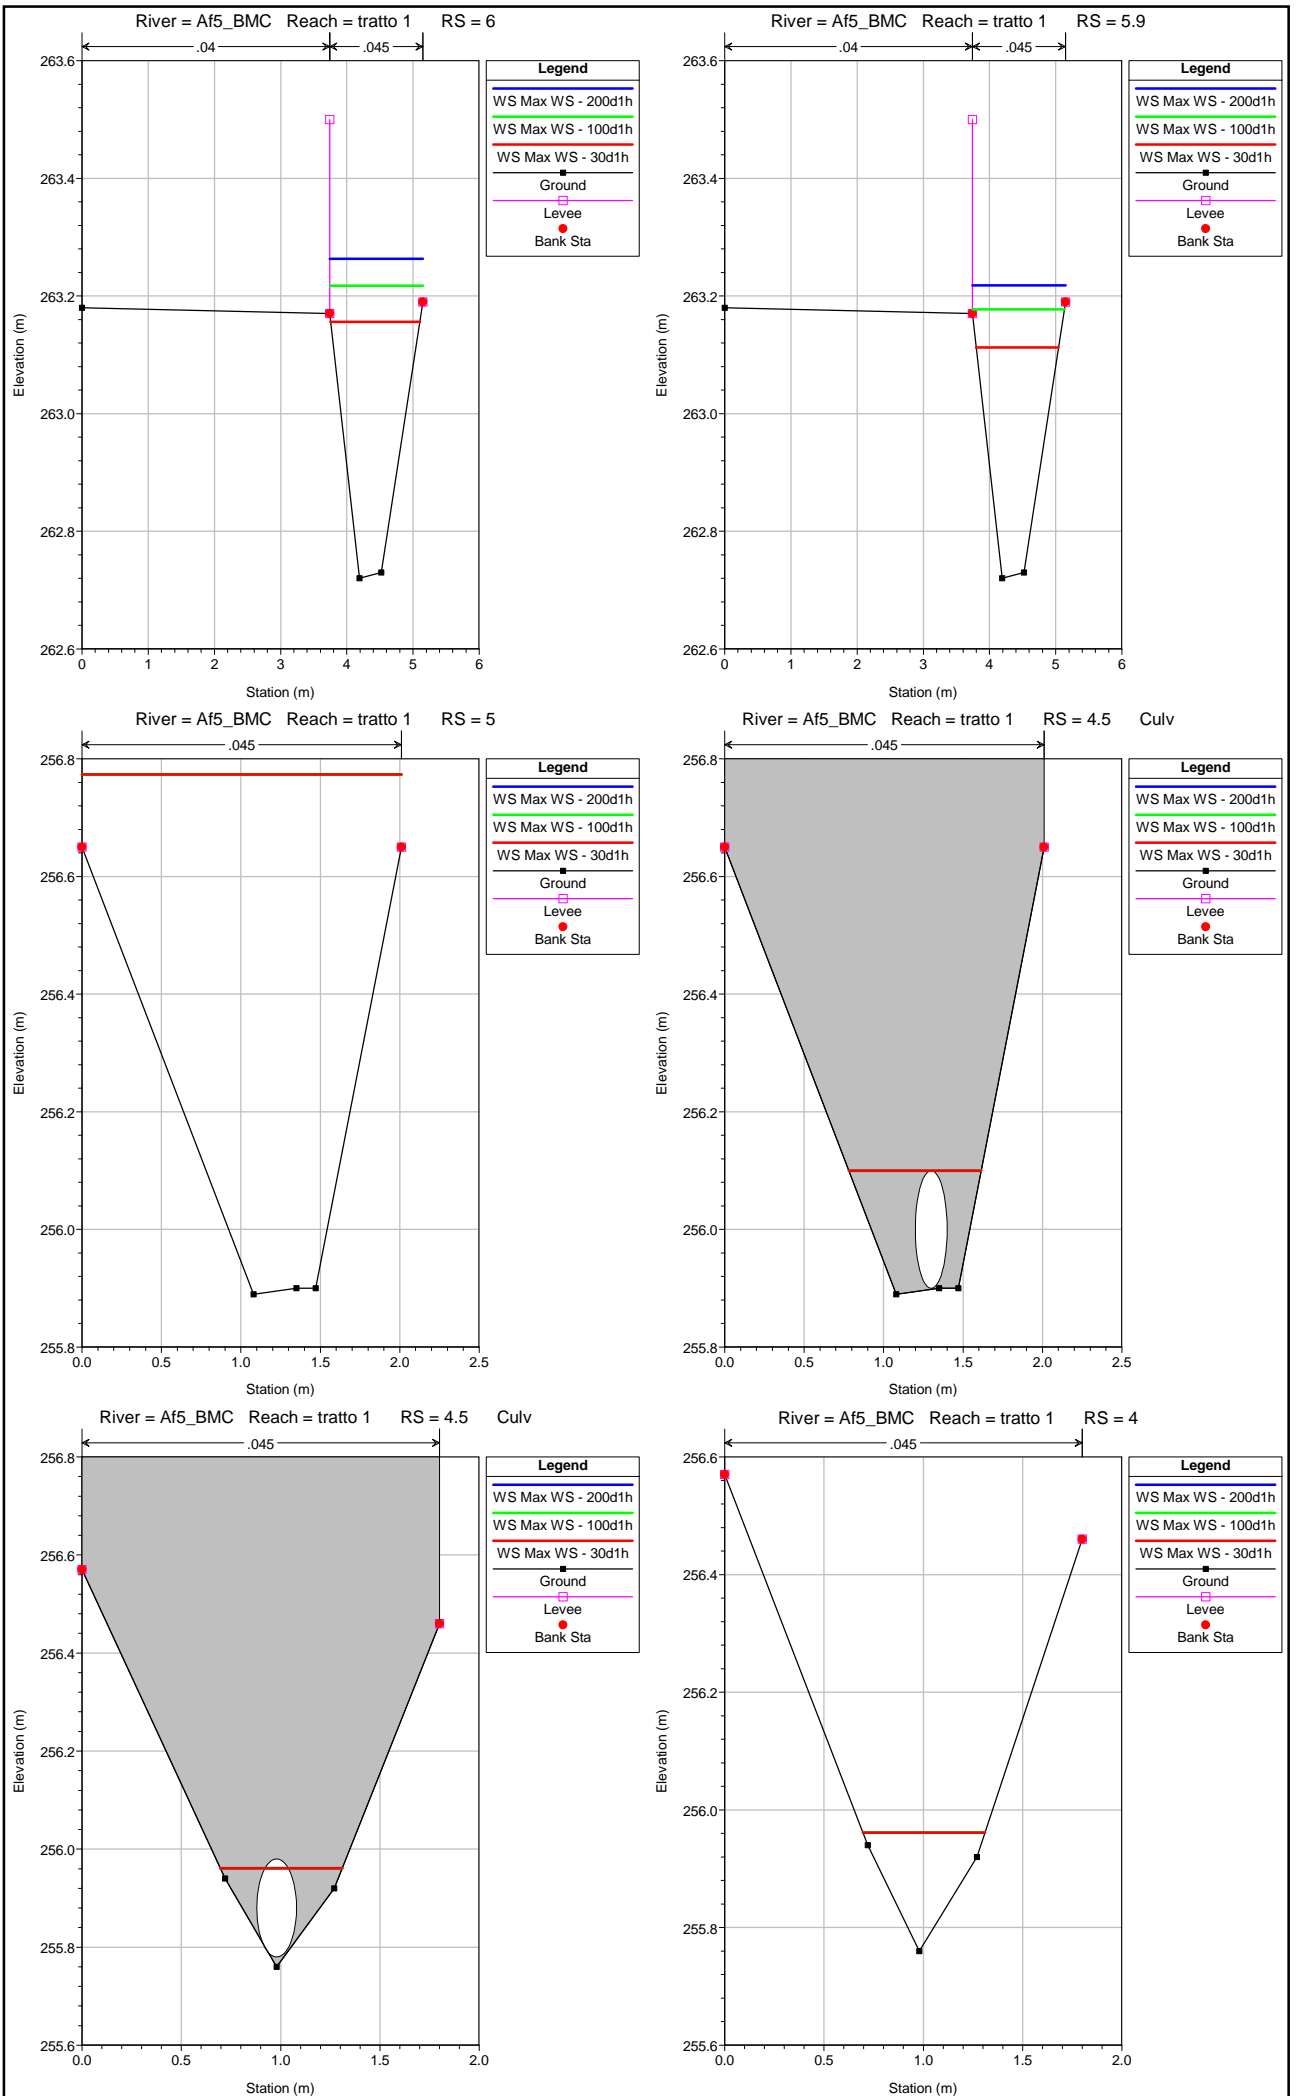 River = Af5_BMC Reach = tratto 1 RS = 6
.04 .045
263.6
263.4
263.2
263.0
262.8
262.6
Elevation (m)
0 1 2 3 4 5 6
Station (m)
Legend
WS Max WS - 200d1h
WS Max WS - 100d1h
WS Max WS - 30d1h
Ground
Levee
Bank Sta
River = Af5_BMC Reach = tratto 1 RS = 5.9
.04 .045
263.6
263.4
263.2
263.0
262.8
262.6
Elevation (m)
0 1 2 3 4 5 6
Station (m)
Legend
WS Max WS - 200d1h
WS Max WS - 100d1h
WS Max WS - 30d1h
Ground
Levee
Bank Sta
River = Af5_BMC Reach = tratto 1 RS = 5
.045
256.8
256.6
256.4
256.2
256.0
255.8
Elevation (m)
0.0 0.5 1.0 1.5 2.0 2.5
Station (m)
Legend
WS Max WS - 200d1h
WS Max WS - 100d1h
WS Max WS - 30d1h
Ground
Levee
Bank Sta
River = Af5_BMC Reach = tratto 1 RS = 4.5 Culv
.045
256.8
256.6
256.4
256.2
256.0
255.8
Elevation (m)
0.0 0.5 1.0 1.5 2.0 2.5
Station (m)
Legend
WS Max WS - 200d1h
WS Max WS - 100d1h
WS Max WS - 30d1h
Ground
Levee
Bank Sta
River = Af5_BMC Reach = tratto 1 RS = 4.5 Culv
.045
256.8
256.6
256.4
256.2
256.0
255.8
255.6
Elevation (m)
0.0 0.5 1.0 1.5 2.0
Station (m)
Legend
WS Max WS - 200d1h
WS Max WS - 100d1h
WS Max WS - 30d1h
Ground
Levee
Bank Sta
River = Af5_BMC Reach = tratto 1 RS = 4
.045
256.6
256.4
256.2
256.0
255.8
255.6
Elevation (m)
0.0 0.5 1.0 1.5 2.0
Station (m)
Legend
WS Max WS - 200d1h
WS Max WS - 100d1h
WS Max WS - 30d1h
Ground
Levee
Bank Sta